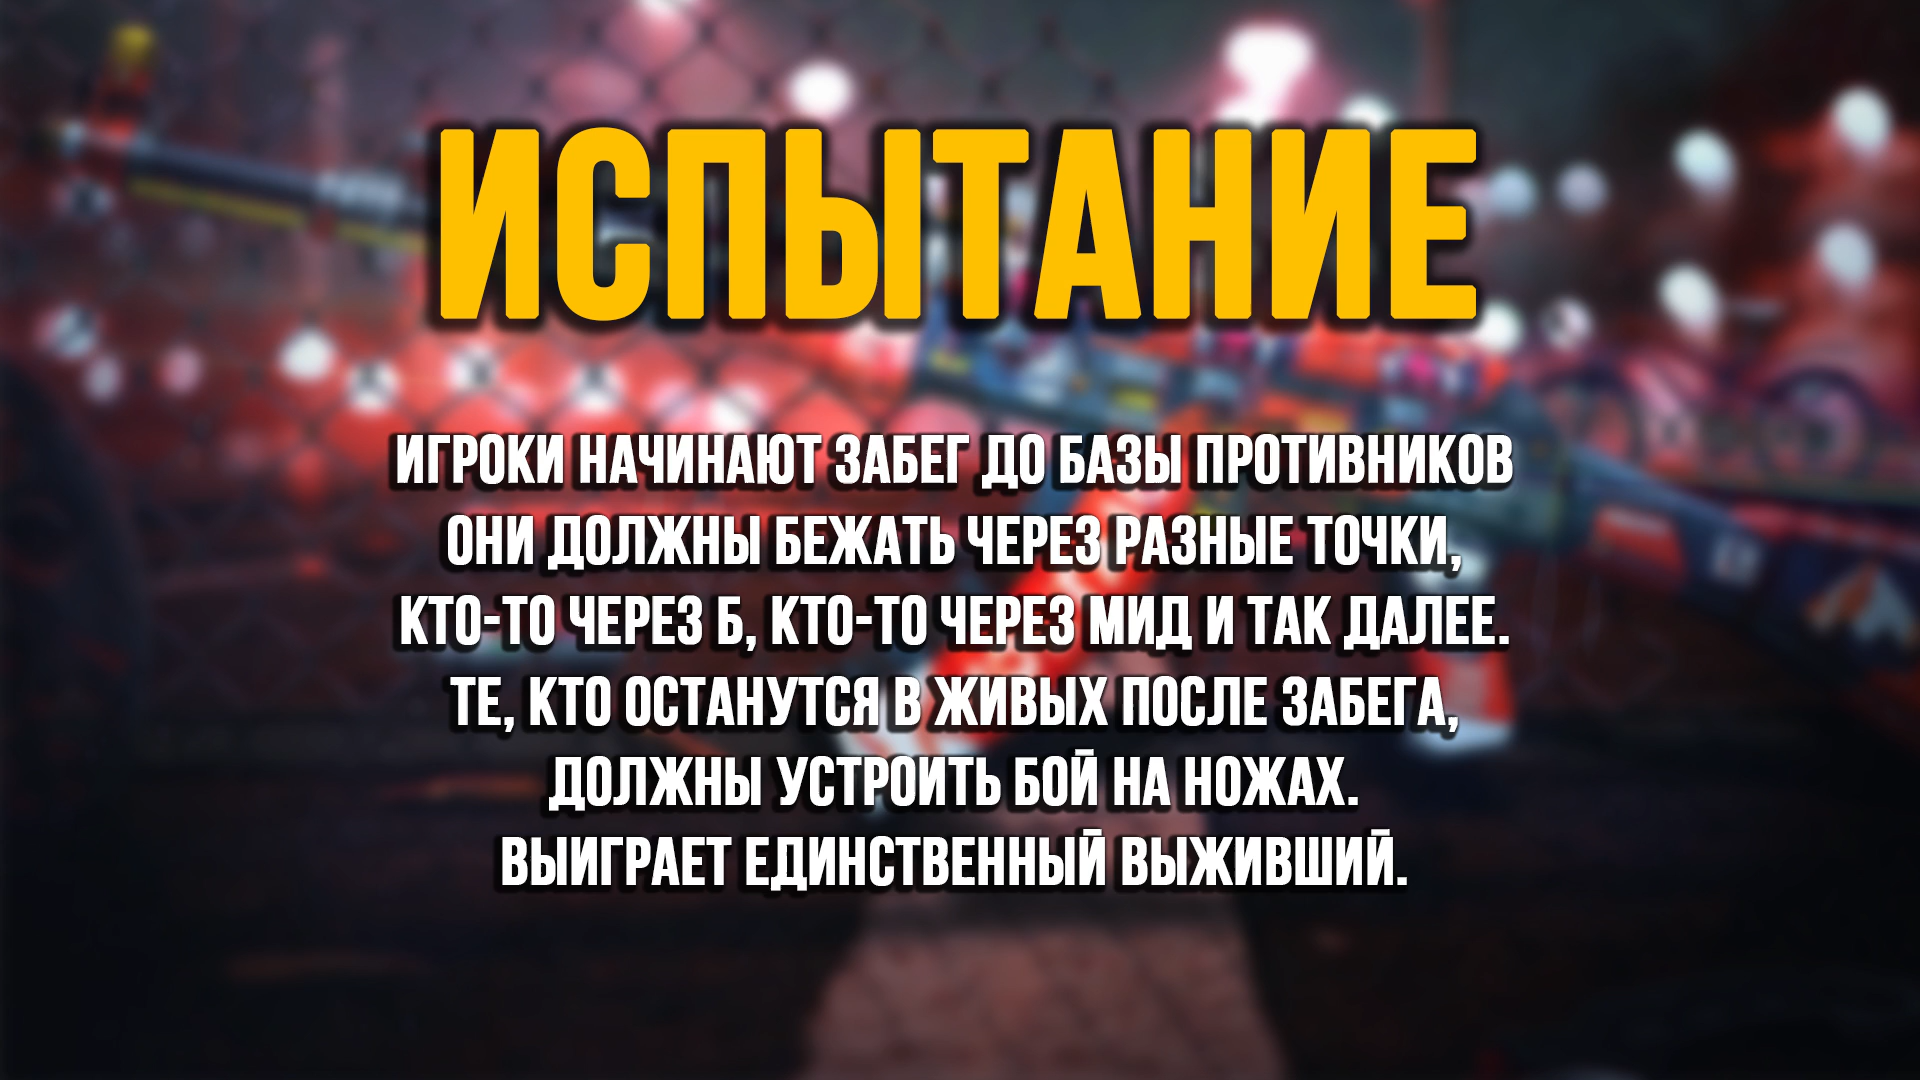 ИСПЫТАНИЕ
ИГРОКИ НАЧИНАЮТ ЗАБЕГ ДО БАЗЫ ПРОТИВНИКОВ
ОНИ ДОЛЖНЫ БЕЖАТЬ ЧЕРЕЗ РАЗНЫЕ ТОЧКИ,
КТО-ТО ЧЕРЕЗ Б, КТО-ТО ЧЕРЕЗ МИД И ТАК ДАЛЕЕ.
ТЕ, КТО ОСТАНУТСЯ В ЖИВЫХ ПОСЛЕ ЗАБЕГА,
ДОЛЖНЫ УСТРОИТЬ БОЙ НА НОЖАХ.
ВЫИГРАЕТ ЕДИНСТВЕННЫЙ ВЫЖИВШИЙ.